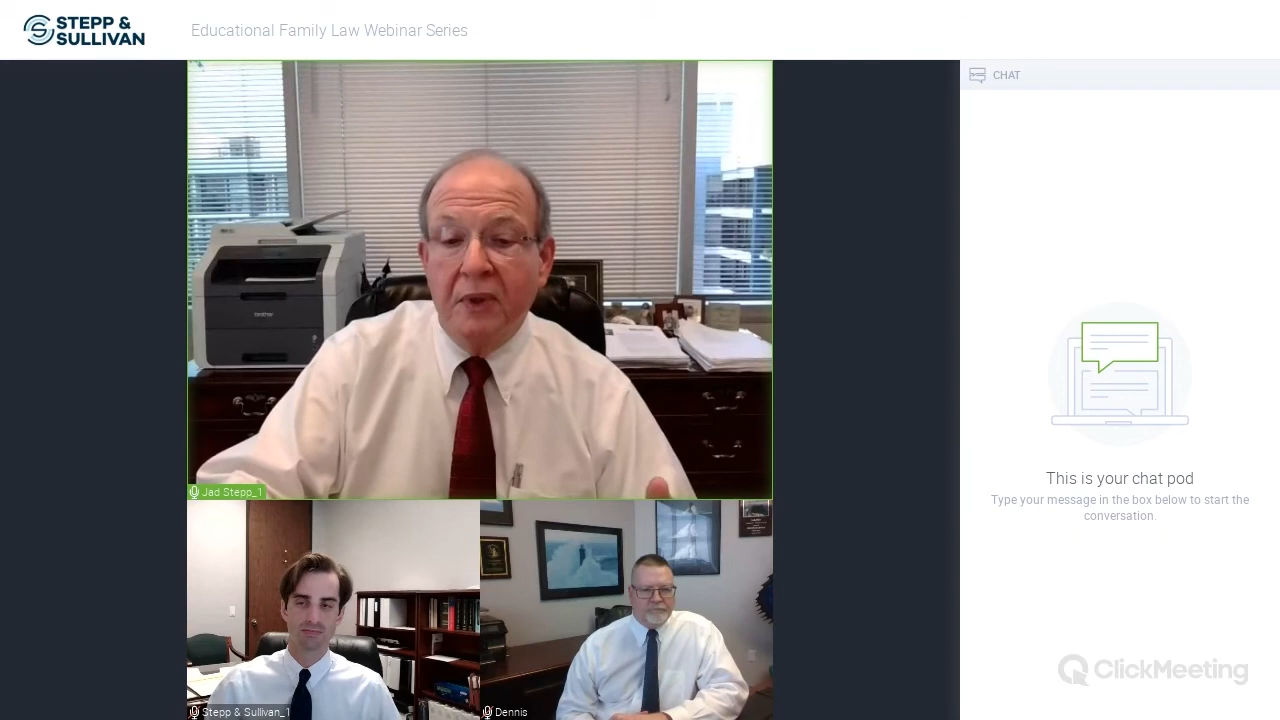 STEPP &
SULLIVAN
Educational Family Law Webinar Series
CHAT
brother
Jad Stepp_1
This is your chat pod
Type your message in the box below to start the
conversation.
ClickMeeting
Stepp & Sullivan_1
Dennis